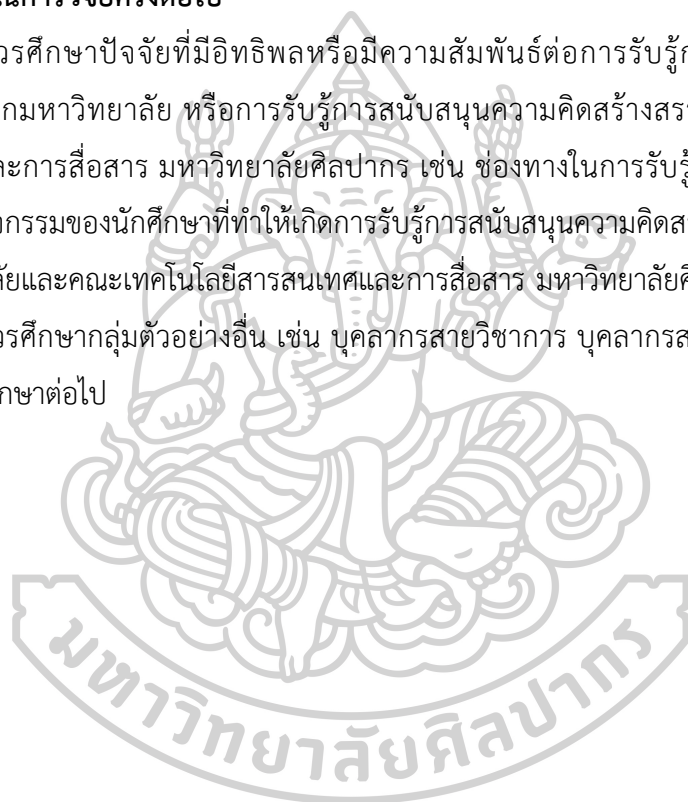 ในการวิจัยครั้งต่อไป
วรศึกษาปัจจัยที่มีอิทธิพลหรือมีความสัมพันธ์ต่อการรับรู้ก
กมหาวิทยาลัย หรือการรับรู้การสนับสนุนความคิดสร้างสร
ละการสื่อสาร มหาวิทยาลัยศิลปากร เช่น ช่องทางในการรับรู้
กรรมของนักศึกษาที่ทำให้เกิดการรับรู้การสนับสนุนความคิดส
ลัยและคณะเทคโนโลยีสารสนเทศและการสื่อสาร มหาวิทยาลัยศิ
วรศึกษากลุ่มตัวอย่างอื่น เช่น บุคลากรสายวิชาการ บุคลากรส
กษาต่อไป
มหาวิทยาลัยศิลปากร